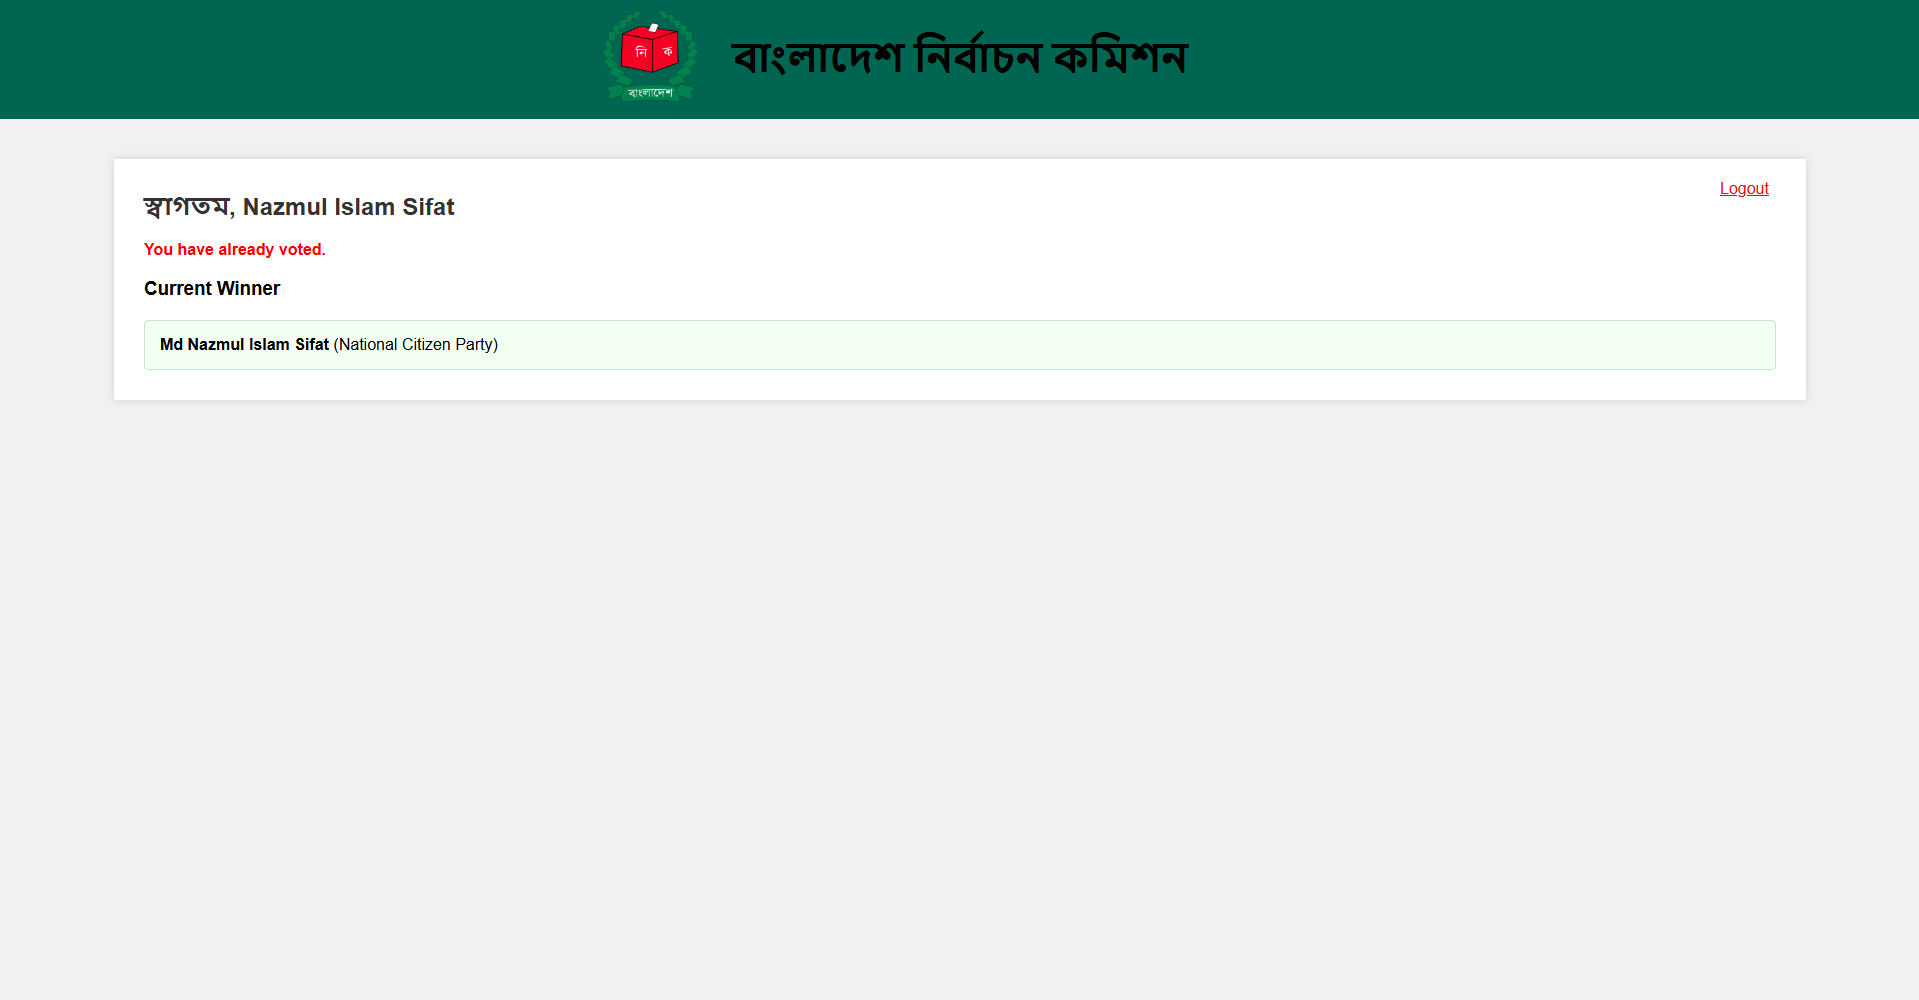 নি ক
বাংলাদেশ
বাংলাদেশ নির্বাচন কমিশন
Logout
স্বাগতম, Nazmul Islam Sifat
You have already voted.
Current Winner
Md Nazmul Islam Sifat (National Citizen Party)